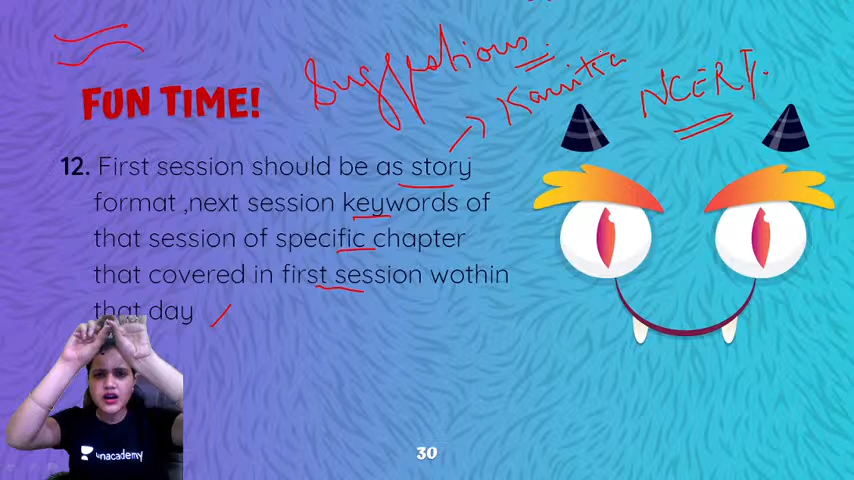 Suggestions
NCERT.
FUN TIME!
12. First session should be as story
format ,next session keywords of
that session of specific chapter
that covered in first session wothin
that day
unacademy
30